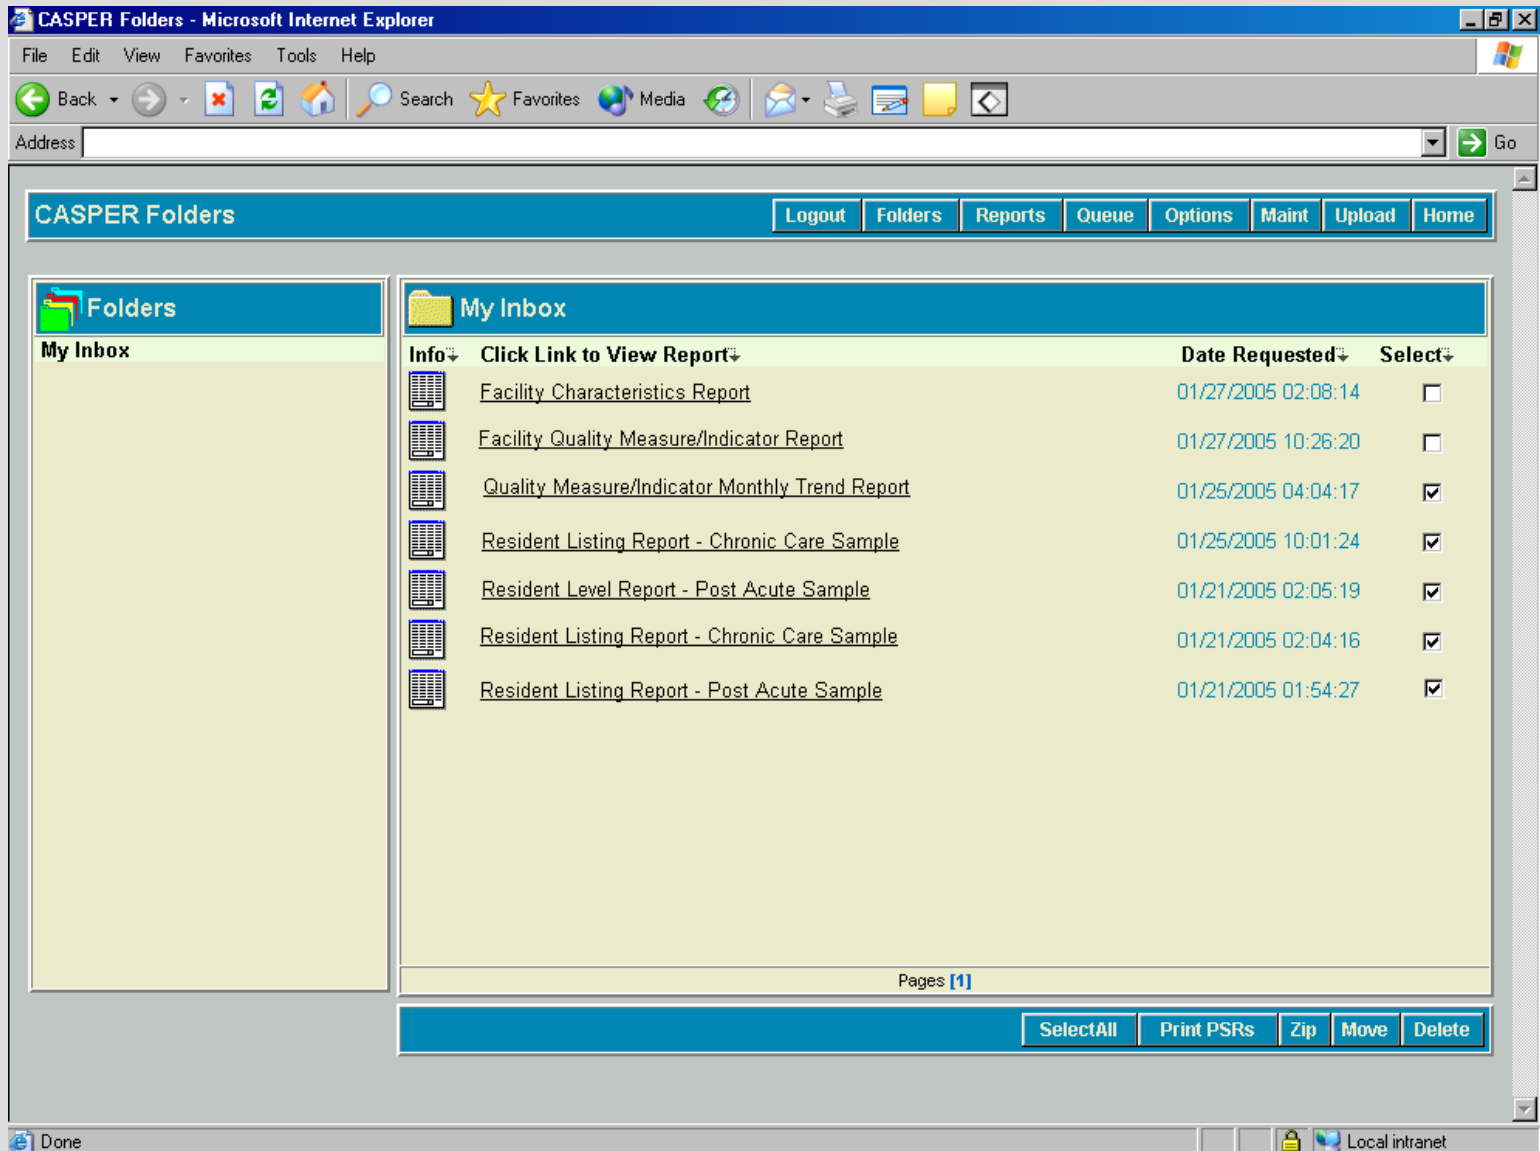 CASPER Folders - Microsoft Internet Explorer
File Edit View Favorites Tools Help
Back Search Favorites Media
Address Go
CASPER Folders Logout Folders Reports Queue Options Maint Upload Home
Folders
My Inbox
My Inbox
Info Click Link to View Report Date Requested Select
Facility Characteristics Report 01/27/2005 02:08:14
Facility Quality Measure/Indicator Report 01/27/2005 10:26:20
Quality Measure/Indicator Monthly Trend Report 01/25/2005 04:04:17
Resident Listing Report - Chronic Care Sample 01/25/2005 10:01:24
Resident Level Report - Post Acute Sample 01/21/2005 02:05:19
Resident Listing Report - Chronic Care Sample 01/21/2005 02:04:16
Resident Listing Report - Post Acute Sample 01/21/2005 01:54:27
Pages [1]
SelectAll Print PSRs Zip Move Delete
Done Local intranet